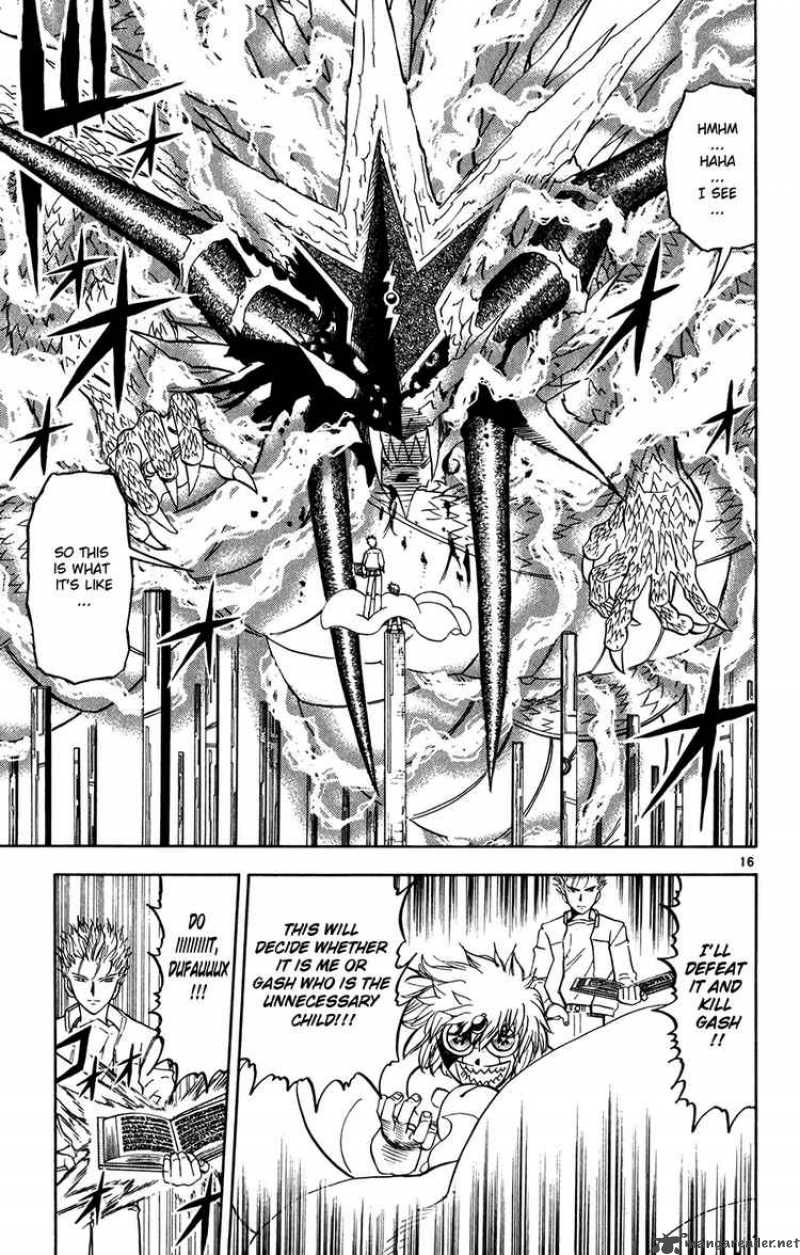 HMHM
...
HAHA
...
I SEE
...
SO THIS
IS WHAT
IT'S LIKE
...
16
I'LL
DEFEAT
IT AND
KILL
GASH
!!
THIS WILL
DECIDE WHETHER
IT IS ME OR
GASH WHO IS THE
UNNECESSARY
CHILD!!!
DO
IIIIIIIIIT,
DUFAUUUX
!!!
mangareader.net